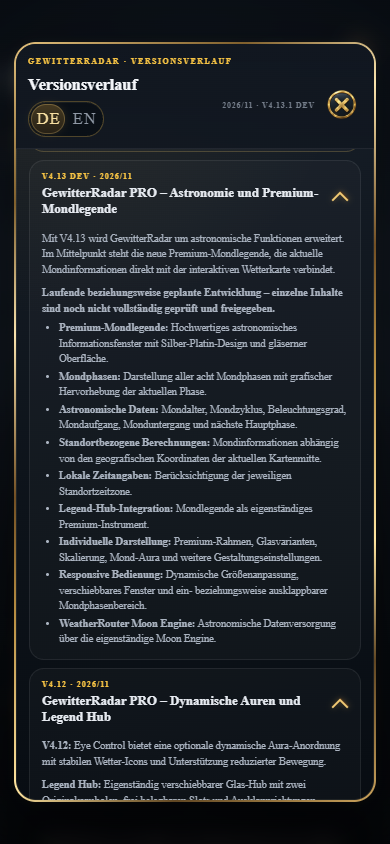 GEWITTERRADAR · VERSIONSVERLAUF
Versionsverlauf
DE EN
2026/11 · V4.13.1 DEV
V4.13 DEV · 2026/11
GewitterRadar PRO – Astronomie und Premium-
Mondlegende
Mit V4.13 wird GewitterRadar um astronomische Funktionen erweitert.
Im Mittelpunkt steht die neue Premium-Mondlegende, die aktuelle
Mondinformationen direkt mit der interaktiven Wetterkarte verbindet.
Laufende beziehungsweise geplante Entwicklung – einzelne Inhalte
sind noch nicht vollständig geprüft und freigegeben.
• Premium-Mondlegende: Hochwertiges astronomisches
Informationsfenster mit Silber-Platin-Design und gläserner
Oberfläche.
• Mondphasen: Darstellung aller acht Mondphasen mit grafischer
Hervorhebung der aktuellen Phase.
• Astronomische Daten: Mondalter, Mondzyklus, Beleuchtungsgrad,
Mondaufgang, Monduntergang und nächste Hauptphase.
• Standortbezogene Berechnungen: Mondinformationen abhängig
von den geografischen Koordinaten der aktuellen Kartenmitte.
• Lokale Zeitangaben: Berücksichtigung der jeweiligen
Standortzeitzone.
• Legend-Hub-Integration: Mondlegende als eigenständiges
Premium-Instrument.
• Individuelle Darstellung: Premium-Rahmen, Glasvarianten,
Skalierung, Mond-Aura und weitere Gestaltungseinstellungen.
• Responsive Bedienung: Dynamische Größenanpassung,
verschiebbares Fenster und ein- beziehungsweise ausklappbarer
Mondphasenbereich.
• WeatherRouter Moon Engine: Astronomische Datenversorgung
über die eigenständige Moon Engine.
V4.12 · 2026/11
GewitterRadar PRO – Dynamische Auren und
Legend Hub
V4.12: Eye Control bietet eine optionale dynamische Aura-Anordnung
mit stabilen Wetter-Icons und Unterstützung reduzierter Bewegung.
Legend Hub: Eigenständig verschiebbarer Glas-Hub mit zwei